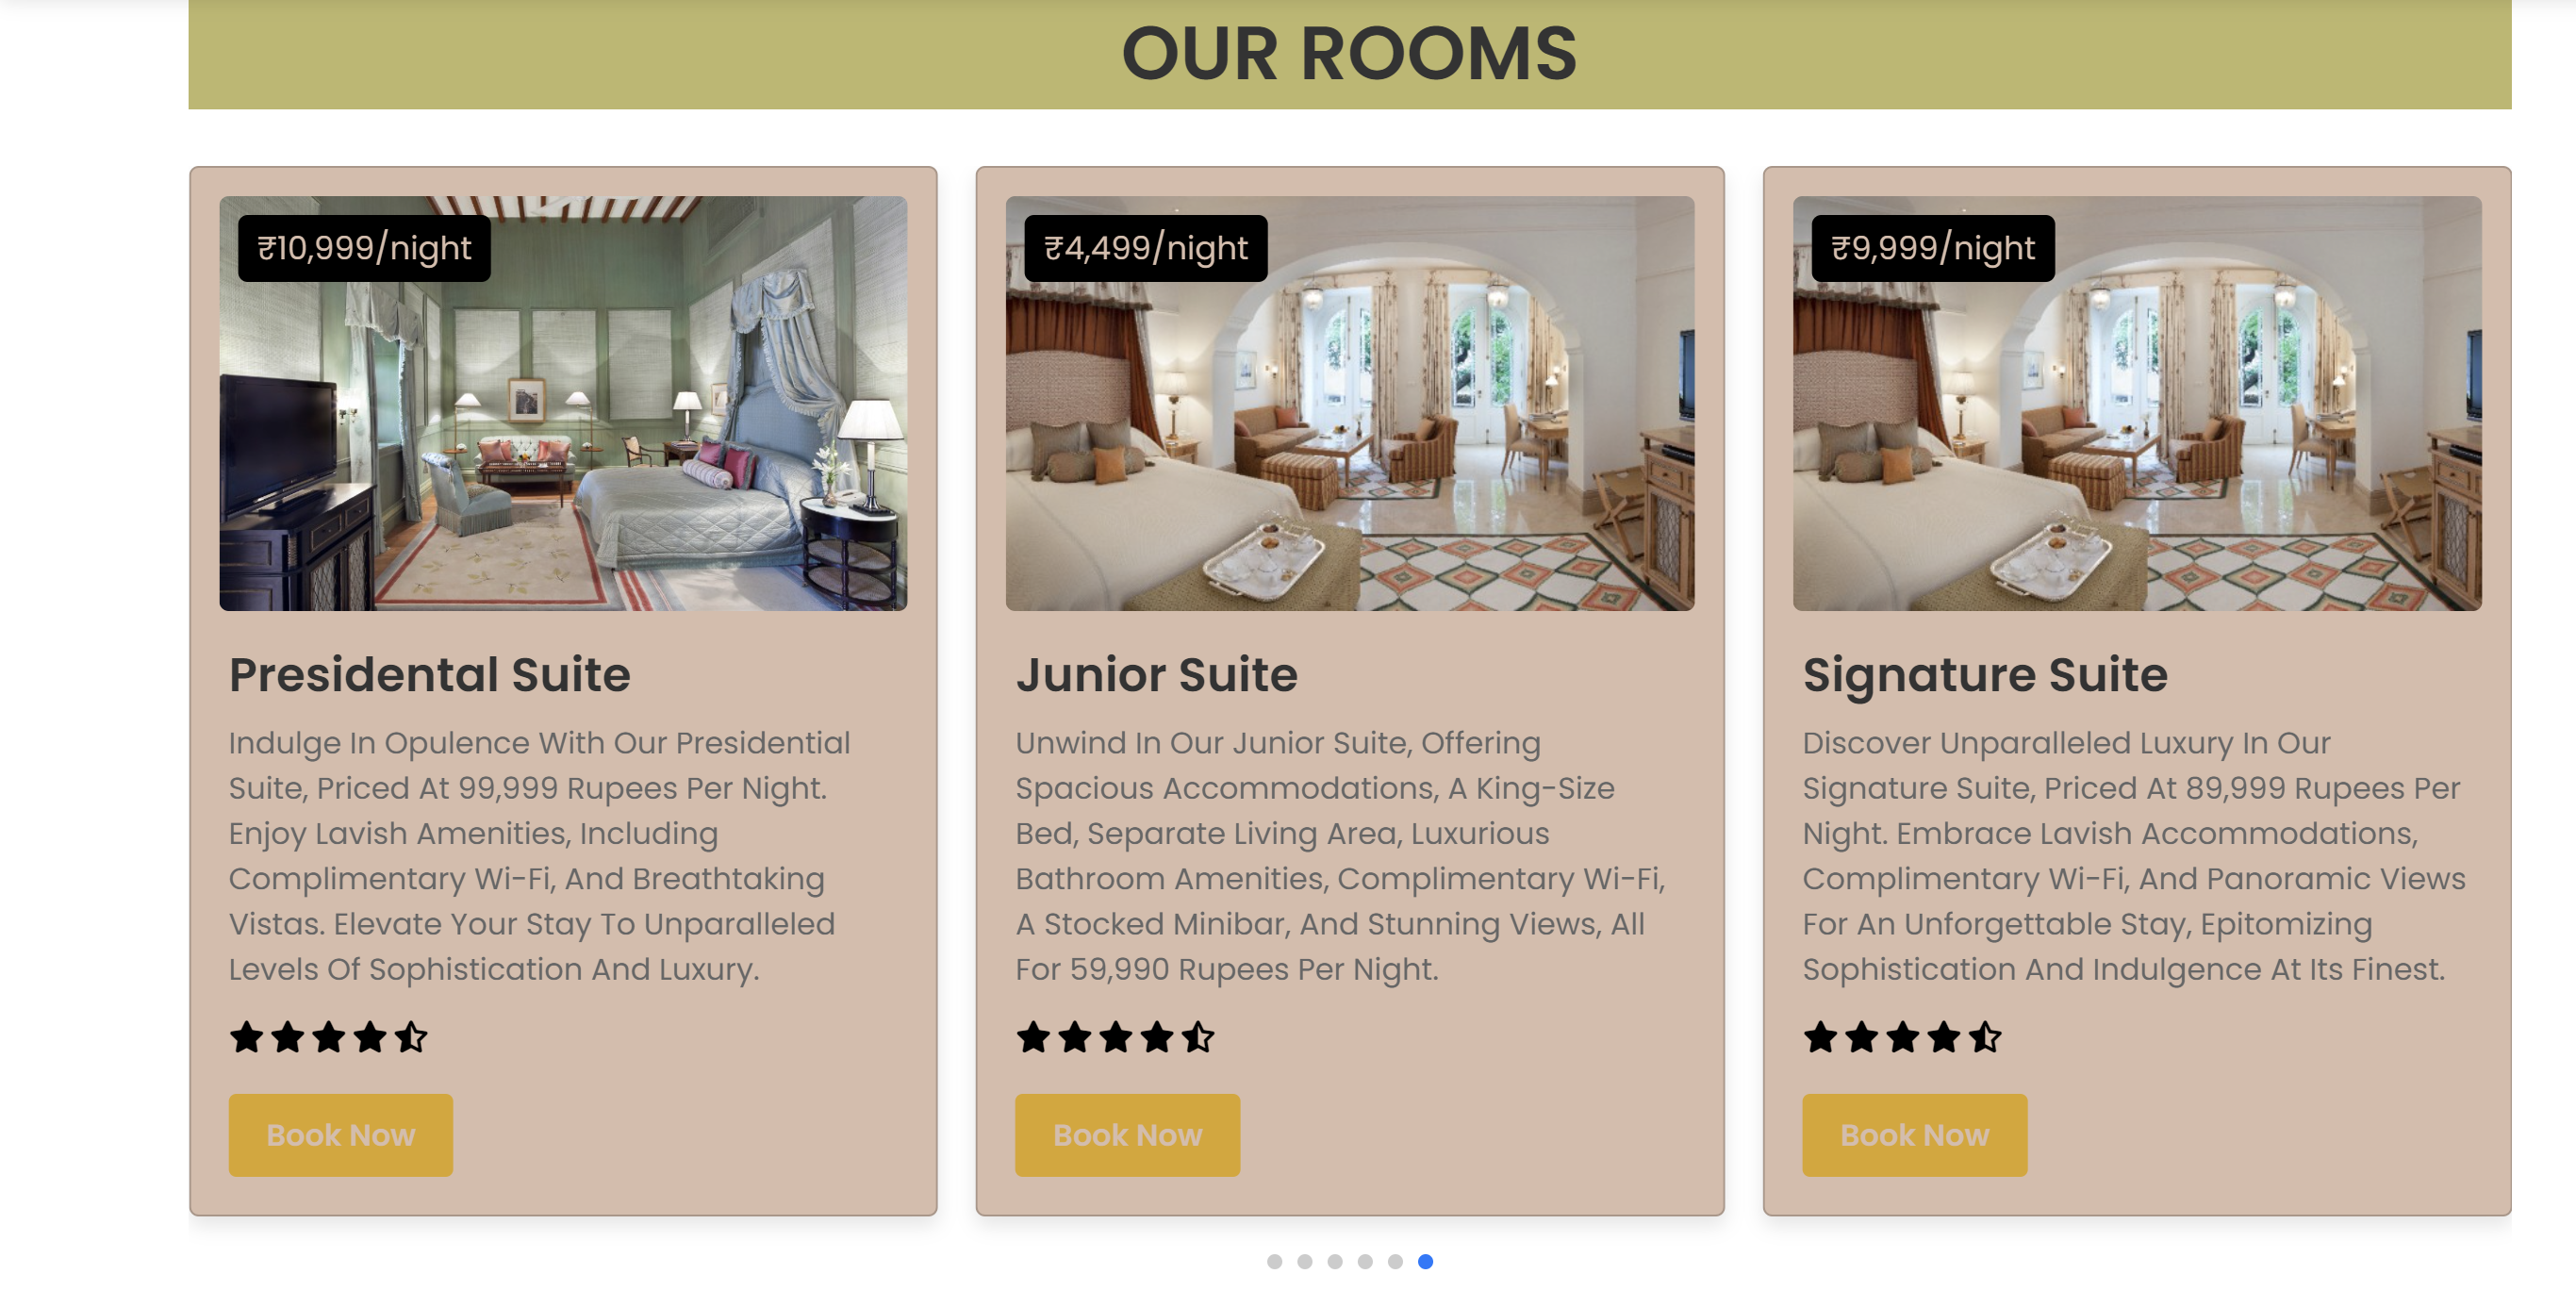 OUR ROOMS
₹10,999/night
Presidental Suite
Indulge In Opulence With Our Presidential
Suite, Priced At 99,999 Rupees Per Night.
Enjoy Lavish Amenities, Including
Complimentary Wi-Fi, And Breathtaking
Vistas. Elevate Your Stay To Unparalleled
Levels Of Sophistication And Luxury.
Book Now
₹4,499/night
Junior Suite
Unwind In Our Junior Suite, Offering
Spacious Accommodations, A King-Size
Bed, Separate Living Area, Luxurious
Bathroom Amenities, Complimentary Wi-Fi,
A Stocked Minibar, And Stunning Views, All
For 59,990 Rupees Per Night.
Book Now
₹9,999/night
Signature Suite
Discover Unparalleled Luxury In Our
Signature Suite, Priced At 89,999 Rupees Per
Night. Embrace Lavish Accommodations,
Complimentary Wi-Fi, And Panoramic Views
For An Unforgettable Stay, Epitomizing
Sophistication And Indulgence At Its Finest.
Book Now